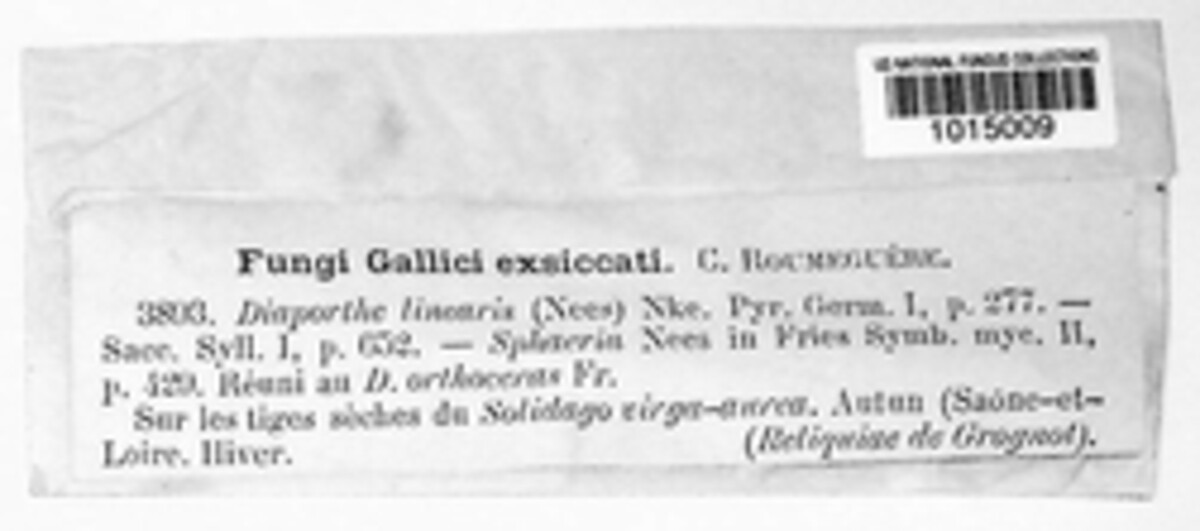 US NATIONAL FUNGUS COLLECTIONS
1015009
Fungi Gallici exsiccati. C. ROUMEGUÈRE.
3803. Diaporthe linearis (Nees) Nke. Pyr. Germ. I, p. 277. —
Sacc. Syll. I, p. 652. — Sphaeria Nees in Fries Symb. myc. II,
p. 429. Réuni au D. orthoceras Fr.
Sur les tiges sèches du Solidago virga-aurea. Autun (Saône-et-
Loire. Hiver. (Reliquiae de Grognot).